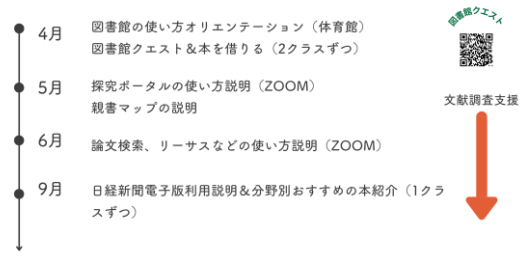 図書館クエスト
4月
図書館の使い方オリエンテーション（体育館）
図書館クエスト＆本を借りる（2クラスずつ）
5月
探究ポータルの使い方説明（ZOOM）
親書マップの説明
文献調査支援
6月
論文検索、リーサスなどの使い方説明（ZOOM）
9月
日経新聞電子版利用説明＆分野別おすすめの本紹介（1クラ
スずつ）